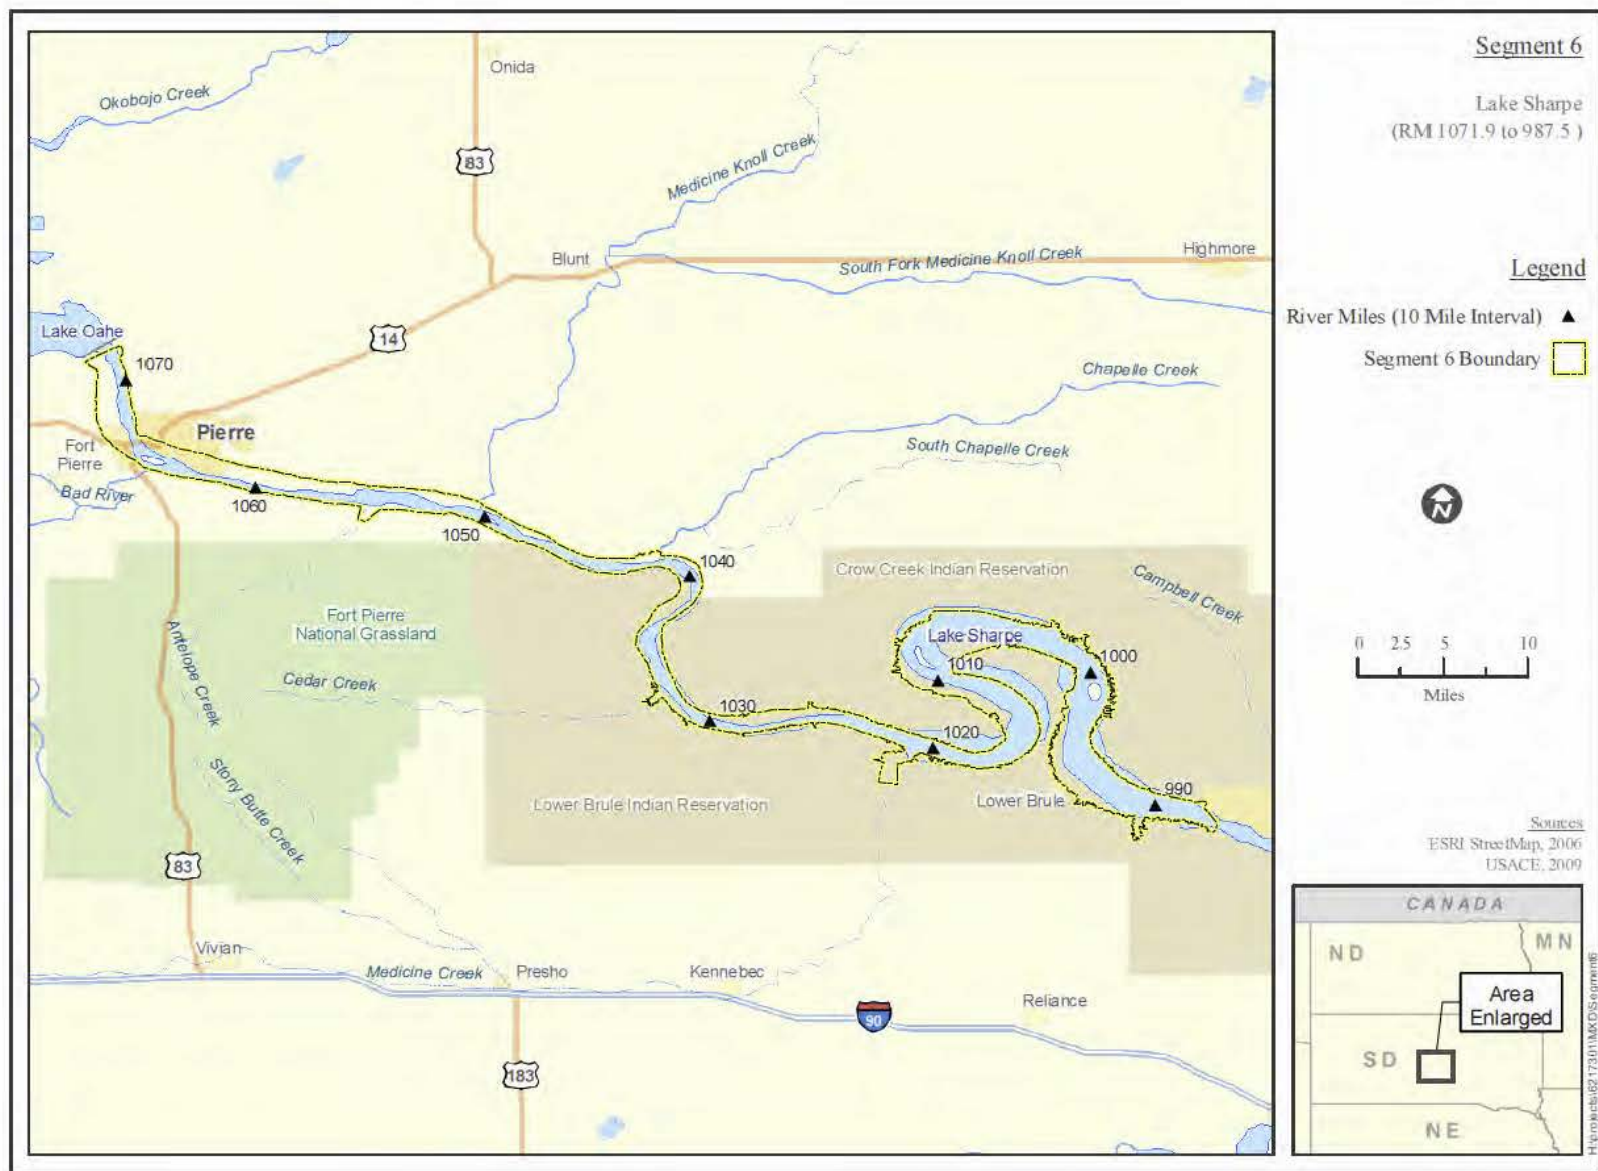 Segment 6
Lake Sharpe
(RM 1071.9 to 987.5 )
Legend
River Miles (10 Mile Interval)
Segment 6 Boundary
N
0 2.5 5 10
Miles
Sources
ESRI StreetMap, 2006
USACE, 2009
CANADA
ND
MN
Area
Enlarged
SD
NE
Onida
Okobojo Creek
83
Medicine Knoll Creek
Blunt
South Fork Medicine Knoll Creek
Highmore
Lake Oahe
14
1070
Chapelle Creek
Pierre
Fort
Pierre
South Chapelle Creek
Bad River
1060
1050
1040
Crow Creek Indian Reservation
Campbell Creek
Fort Pierre
National Grassland
Antelope Creek
Lake Sharpe
1010
1000
Cedar Creek
1030
1020
Stony Butte Creek
Lower Brule Indian Reservation
Lower Brule
990
83
Vivian
Medicine Creek
Presho
Kennebec
Reliance
90
183
H:\projects\6217301\MXD\Segment6